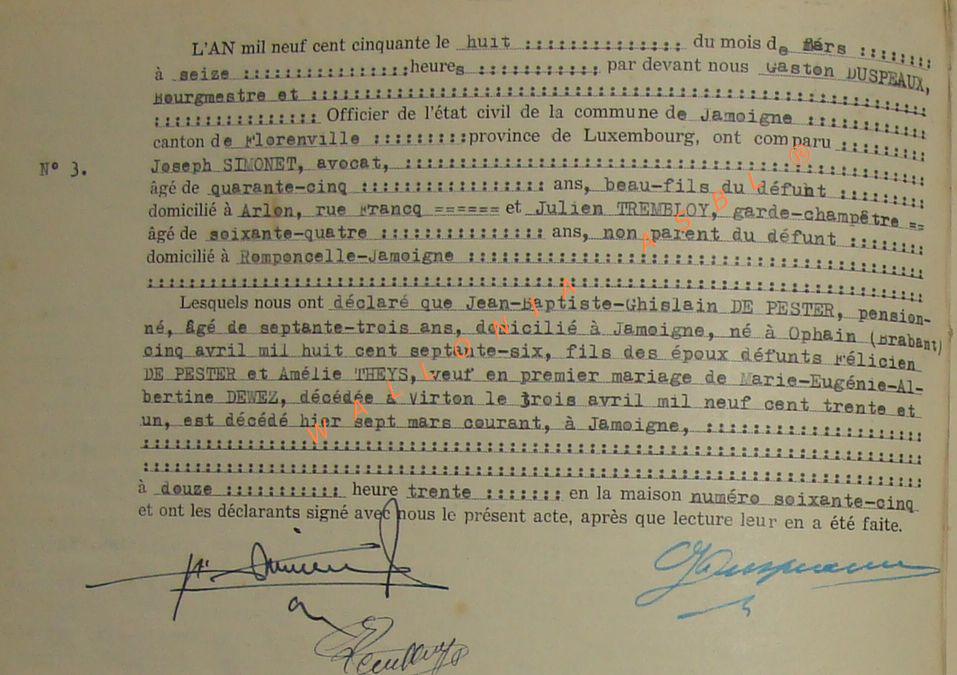 L'AN mil neuf cent cinquante le huit :::::::::::::: du mois de Mars ::::::
à seize :::::::::::::::heures ::::::::::: par devant nous Gaston DUSPEAUX,
Bourgmestre et ::::::::::::::::::::::::::::::::::::::::::::::::::::::::
::::::::::::::: Officier de l'état civil de la commune de Jamoigne ::::::::::::
canton de Florenville :::::::::province de Luxembourg, ont comparu ::::::::
N° 3.
Joseph SIMONET, avocat, ::::::::::::::::::::::::::::::::::::::::::::::::
âgé de quarante-cinq ::::::::::::::::: ans, beau-fils du défunt ::::::::
domicilié à Arlon, rue Francq ====== et Julien TREMBLOY, garde-champêtre ==
âgé de soixante-quatre ::::::::::::::: ans, non parent du défunt :::::::
domicilié à Romponcelle-Jamoigne :::::::::::::::::::::::::::::::::::::::::::
::::::::::::::::::::::::::::::::::::::::::::::::::::::::::::::::::::::
Lesquels nous ont déclaré que Jean-Baptiste-Ghislain DE PESTER, pension-
né, âgé de septante-trois ans, domicilié à Jamoigne, né à Ophain (Brabant)
cinq avril mil huit cent septante-six, fils des époux défunts Félicien
DE PESTER et Amélie THEYS, veuf en premier mariage de Marie-Eugénie-Al-
bertine DEWEZ, décédée à Virton le trois avril mil neuf cent trente et
un, est décédé hier sept mars courant, à Jamoigne, :::::::::::::::::::::
::::::::::::::::::::::::::::::::::::::::::::::::::::::::::::::::::::::
::::::::::::::::::::::::::::::::::::::::::::::::::::::::::::::::::::::
à douze ::::::::::: heure trente ::::::: en la maison numéro soixante-cinq
et ont les déclarants signé avec nous le présent acte, après que lecture leur en a été faite.
WALLONIA ASBL ®